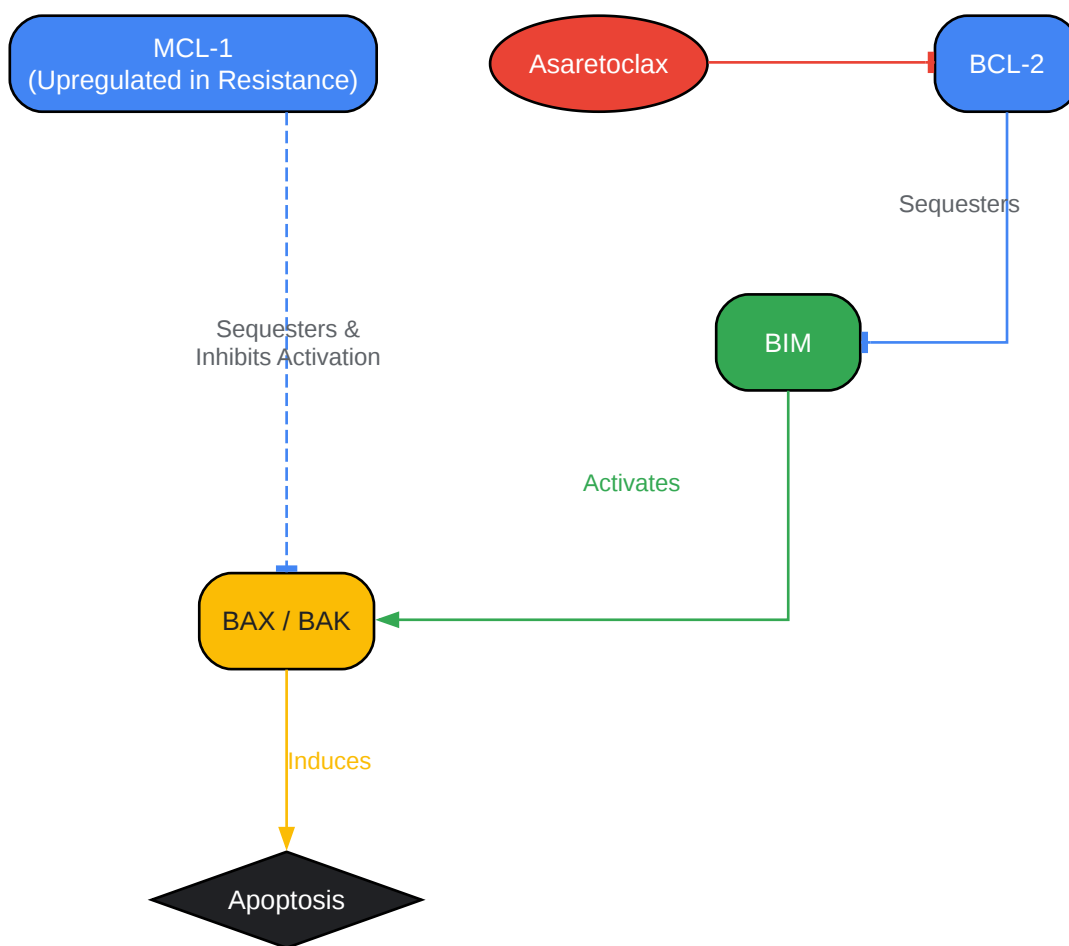 MCL-1
(Upregulated in Resistance)
Asaretoclax
BCL-2
Sequesters
Sequesters &
Inhibits Activation
BIM
Activates
BAX / BAK
Induces
Apoptosis